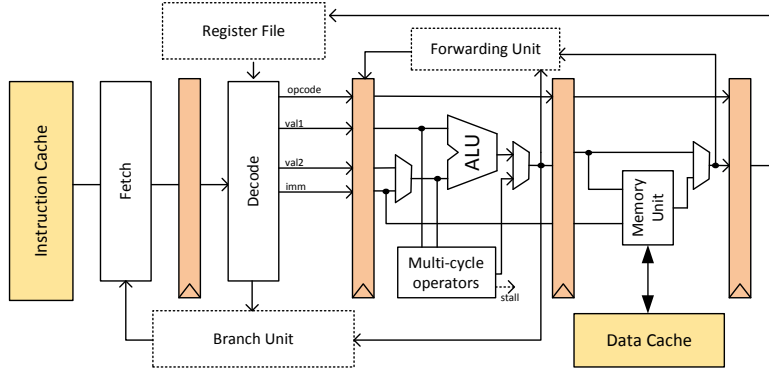 Register File
Forwarding Unit
Instruction Cache
Fetch
Decode
opcode
val1
val2
imm
ALU
Memory
Unit
Multi-cycle
operators
stall
Branch Unit
Data Cache